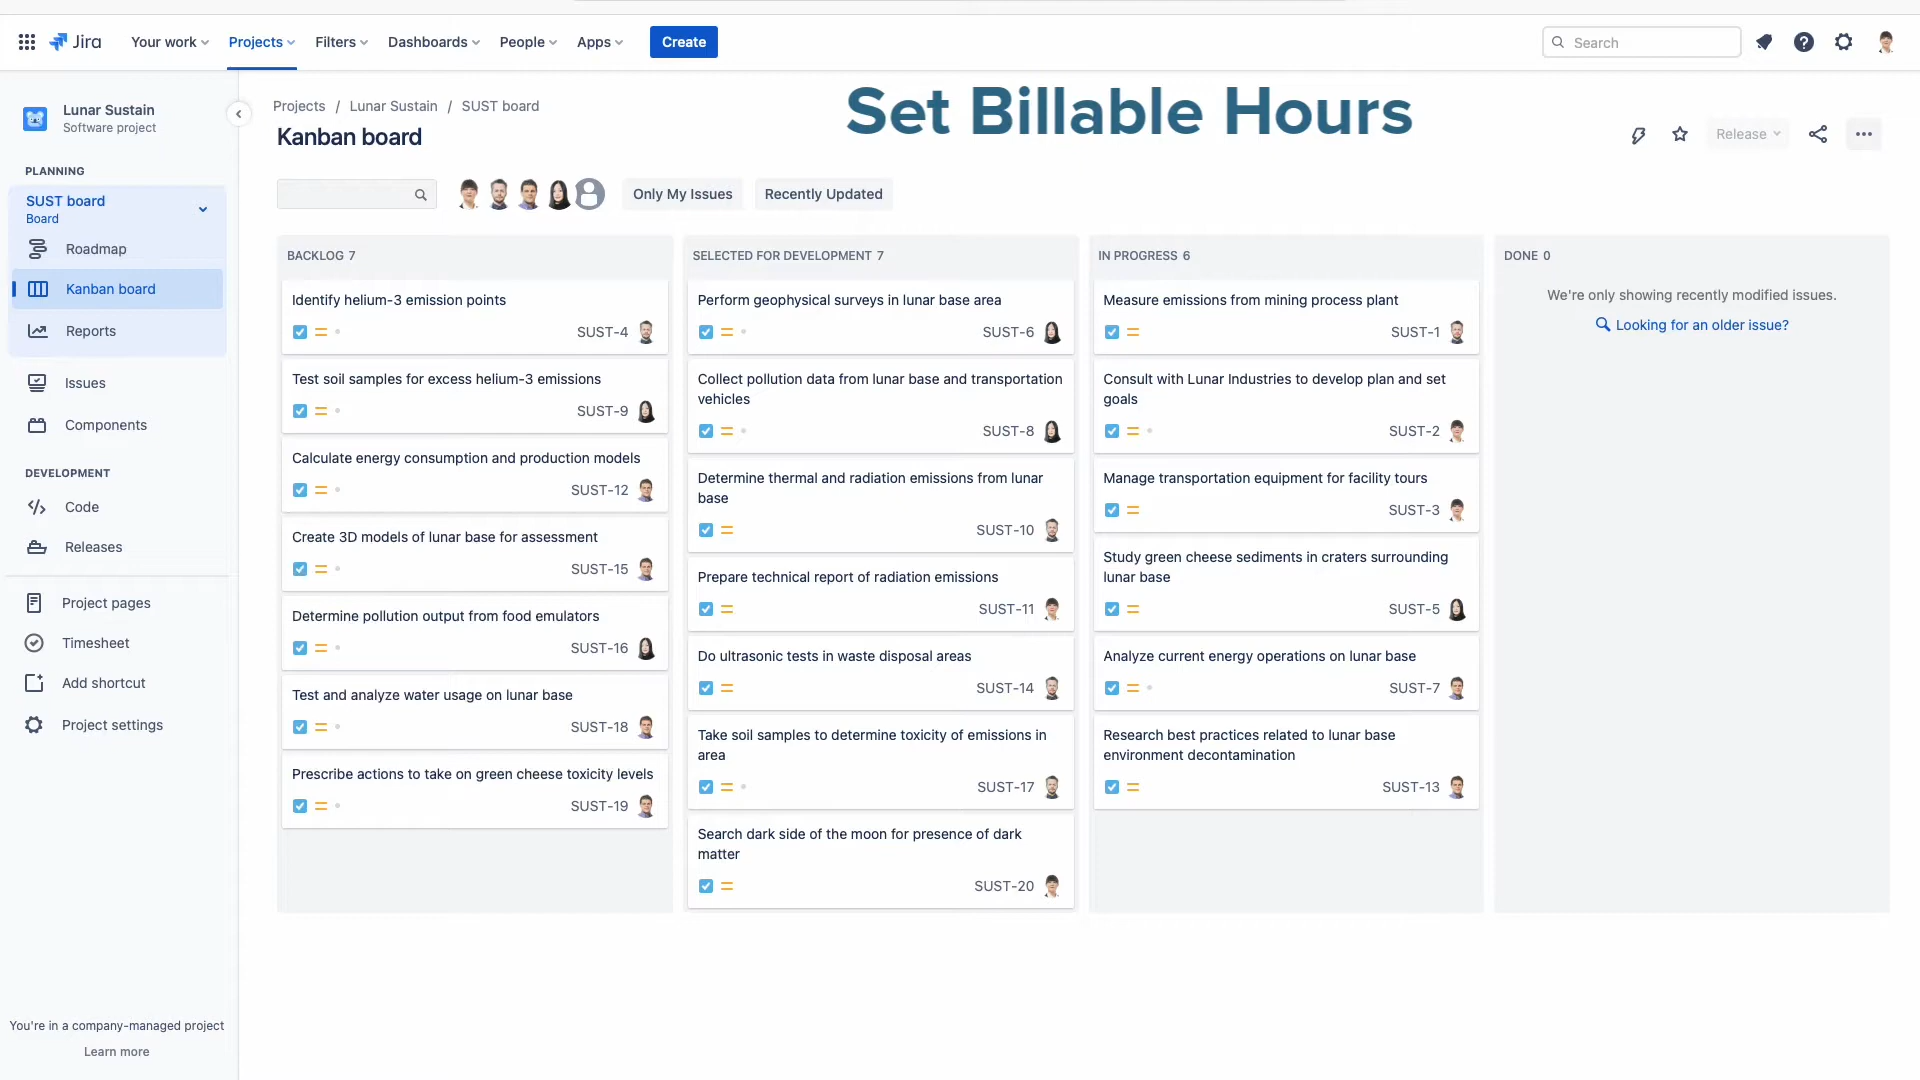 Jira
Your work
Projects
Filters
Dashboards
People
Apps
Create
Search
Lunar Sustain
Software project
PLANNING
SUST board
Board
Roadmap
Kanban board
Reports
Issues
Components
DEVELOPMENT
Code
Releases
Project pages
Timesheet
Add shortcut
Project settings
You're in a company-managed project
Learn more
Projects / Lunar Sustain / SUST board
Kanban board
Set Billable Hours
Release
Only My Issues
Recently Updated
BACKLOG 7
Identify helium-3 emission points
SUST-4
Test soil samples for excess helium-3 emissions
SUST-9
Calculate energy consumption and production models
SUST-12
Create 3D models of lunar base for assessment
SUST-15
Determine pollution output from food emulators
SUST-16
Test and analyze water usage on lunar base
SUST-18
Prescribe actions to take on green cheese toxicity levels
SUST-19
SELECTED FOR DEVELOPMENT 7
Perform geophysical surveys in lunar base area
SUST-6
Collect pollution data from lunar base and transportation
vehicles
SUST-8
Determine thermal and radiation emissions from lunar
base
SUST-10
Prepare technical report of radiation emissions
SUST-11
Do ultrasonic tests in waste disposal areas
SUST-14
Take soil samples to determine toxicity of emissions in
area
SUST-17
Search dark side of the moon for presence of dark
matter
SUST-20
IN PROGRESS 6
Measure emissions from mining process plant
SUST-1
Consult with Lunar Industries to develop plan and set
goals
SUST-2
Manage transportation equipment for facility tours
SUST-3
Study green cheese sediments in craters surrounding
lunar base
SUST-5
Analyze current energy operations on lunar base
SUST-7
Research best practices related to lunar base
environment decontamination
SUST-13
DONE 0
We're only showing recently modified issues.
Looking for an older issue?